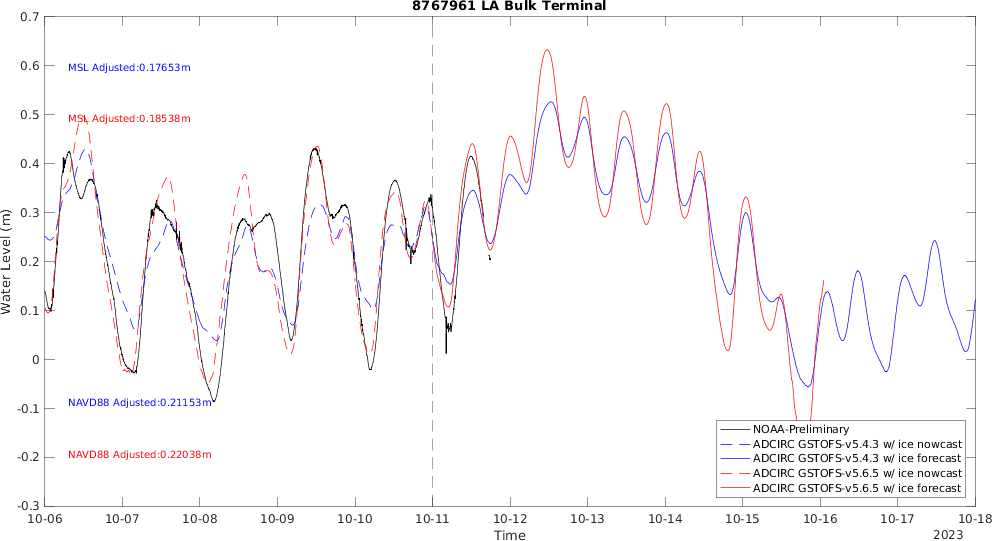 8767961 LA Bulk Terminal
0.7
0.6
0.5
0.4
0.3
0.2
0.1
0
-0.1
-0.2
-0.3
Water Level (m)
MSL Adjusted:0.17653m
MSL Adjusted:0.18538m
NAVD88 Adjusted:0.21153m
NAVD88 Adjusted:0.22038m
NOAA-Preliminary
ADCIRC GSTOFS-v5.4.3 w/ ice nowcast
ADCIRC GSTOFS-v5.4.3 w/ ice forecast
ADCIRC GSTOFS-v5.6.5 w/ ice nowcast
ADCIRC GSTOFS-v5.6.5 w/ ice forecast
10-06 10-07 10-08 10-09 10-10 10-11 10-12 10-13 10-14 10-15 10-16 10-17 10-18
Time
2023